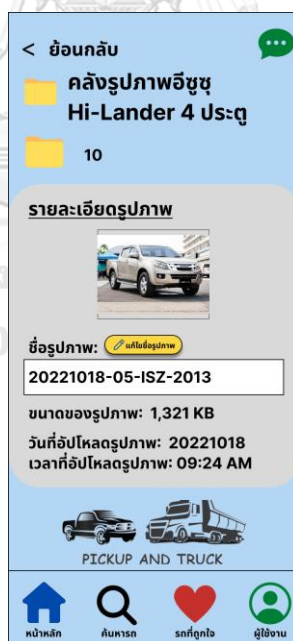 < ย้อนกลับ
คลังรูปภาพอีซูซุ
Hi-Lander 4 ประตู
10
รายละเอียดรูปภาพ
ชื่อรูปภาพ: แก้ไขชื่อรูปภาพ
20221018-05-ISZ-2013
ขนาดของรูปภาพ: 1,321 KB
วันที่อัปโหลดรูปภาพ: 20221018
เวลาที่อัปโหลดรูปภาพ: 09:24 AM
PICKUP AND TRUCK
หน้าหลัก ค้นหารถ รถที่ถูกใจ ผู้ใช้งาน